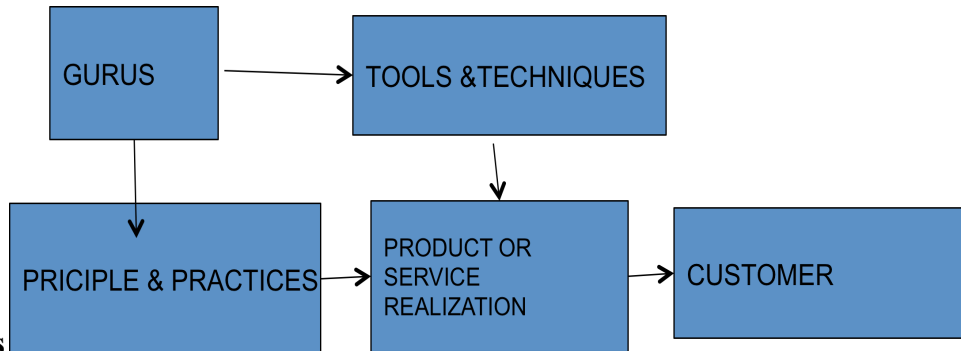 GURUS
TOOLS &TECHNIQUES
PRICIPLE & PRACTICES
PRODUCT OR
SERVICE
REALIZATION
CUSTOMER
s